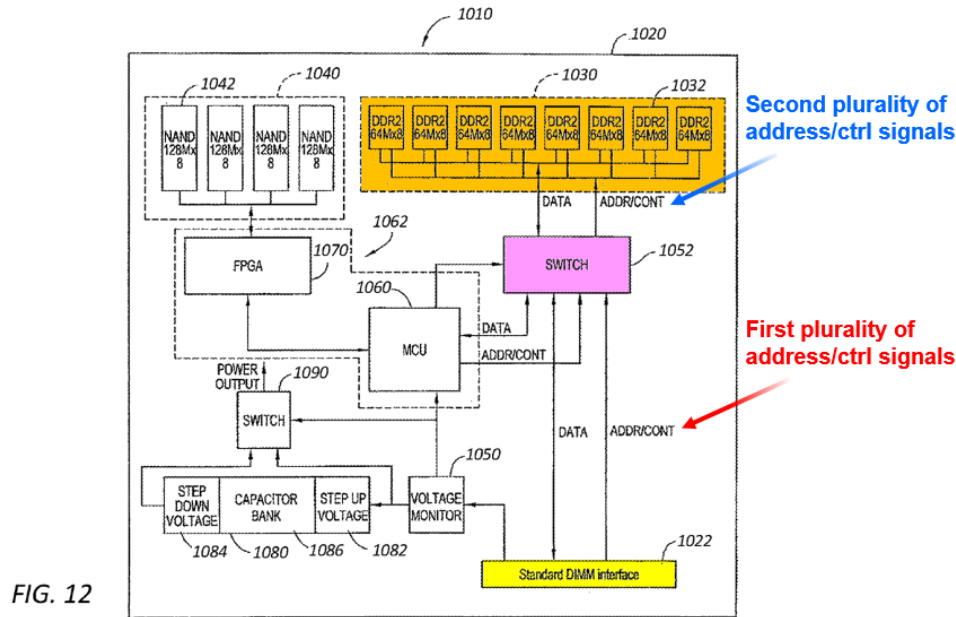 1010
1020
1042
1040
1030
1032
NAND
128Mx
8
NAND
128Mx
8
NAND
128Mx
8
NAND
128Mx
8
DDR2
64Mx8
DDR2
64Mx8
DDR2
64Mx8
DDR2
64Mx8
DDR2
64Mx8
DDR2
64Mx8
DDR2
64Mx8
DDR2
64Mx8
Second plurality of
address/ctrl signals
DATA
ADDR/CONT
1062
1070
FPGA
SWITCH
1052
1060
MCU
DATA
ADDR/CONT
First plurality of
address/ctrl signals
POWER
OUTPUT
1090
SWITCH
DATA
ADDR/CONT
1050
STEP
DOWN
VOLTAGE
CAPACITOR
BANK
STEP UP
VOLTAGE
VOLTAGE
MONITOR
1084
1080
1086
1082
1022
Standard DIMM interface
FIG. 12